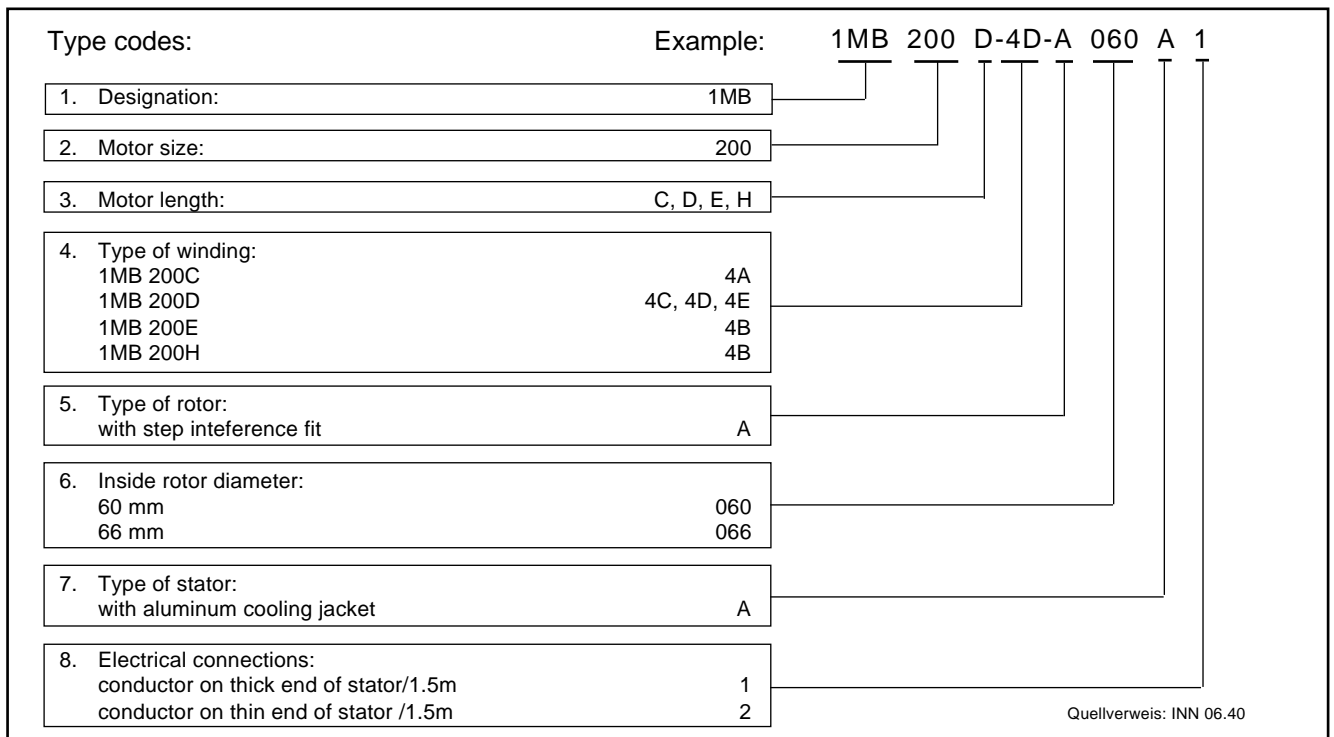 Type codes: Example: 1MB 200 D-4D-A 060 A 1
1. Designation: 1MB
2. Motor size: 200
3. Motor length: C, D, E, H
4. Type of winding:
1MB 200C 4A
1MB 200D 4C, 4D, 4E
1MB 200E 4B
1MB 200H 4B
5. Type of rotor:
with step inteference fit A
6. Inside rotor diameter:
60 mm 060
66 mm 066
7. Type of stator:
with aluminum cooling jacket A
8. Electrical connections:
conductor on thick end of stator/1.5m 1
conductor on thin end of stator /1.5m 2
Quellverweis: INN 06.40